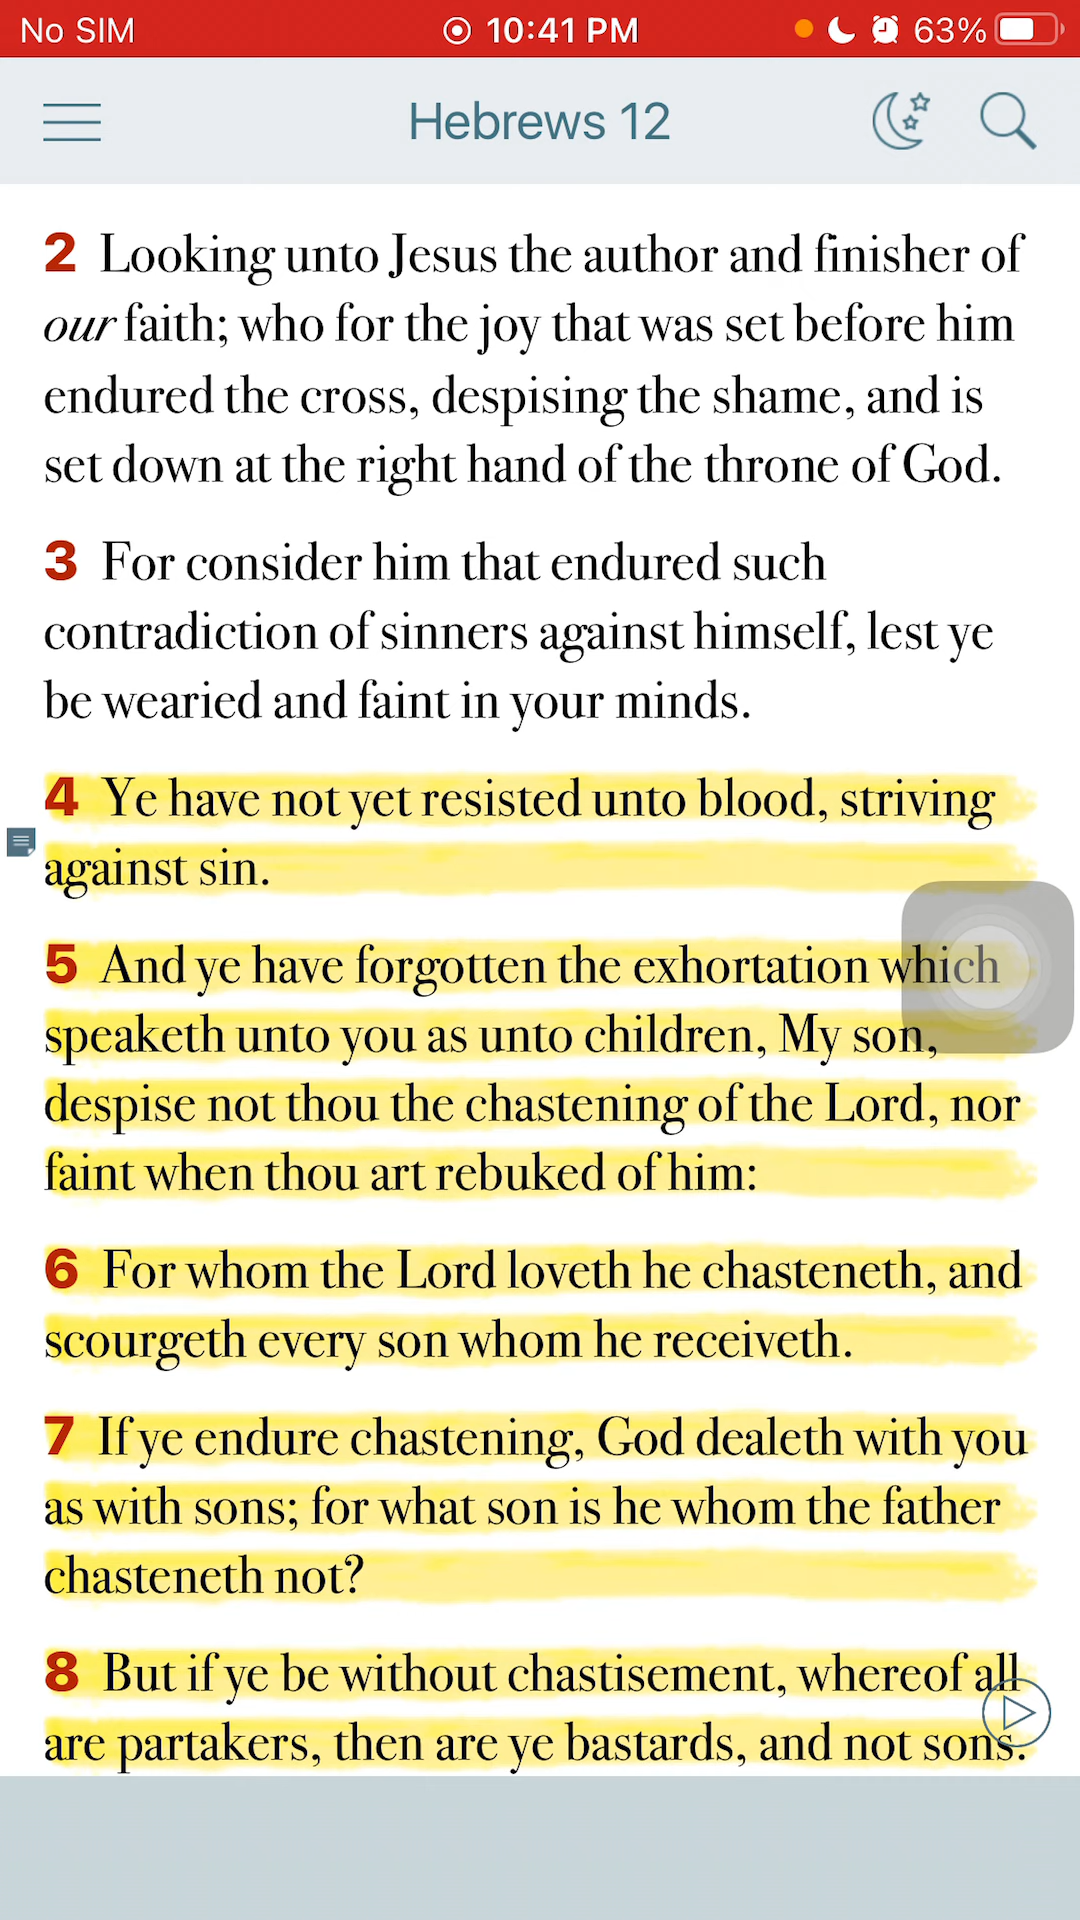 No SIM 10:41 PM 63%
Hebrews 12
2 Looking unto Jesus the author and finisher of
our faith; who for the joy that was set before him
endured the cross, despising the shame, and is
set down at the right hand of the throne of God.
3 For consider him that endured such
contradiction of sinners against himself, lest ye
be wearied and faint in your minds.
4 Ye have not yet resisted unto blood, striving
against sin.
5 And ye have forgotten the exhortation which
speaketh unto you as unto children, My son,
despise not thou the chastening of the Lord, nor
faint when thou art rebuked of him:
6 For whom the Lord loveth he chasteneth, and
scourgeth every son whom he receiveth.
7 If ye endure chastening, God dealeth with you
as with sons; for what son is he whom the father
chasteneth not?
8 But if ye be without chastisement, whereof all
are partakers, then are ye bastards, and not sons.